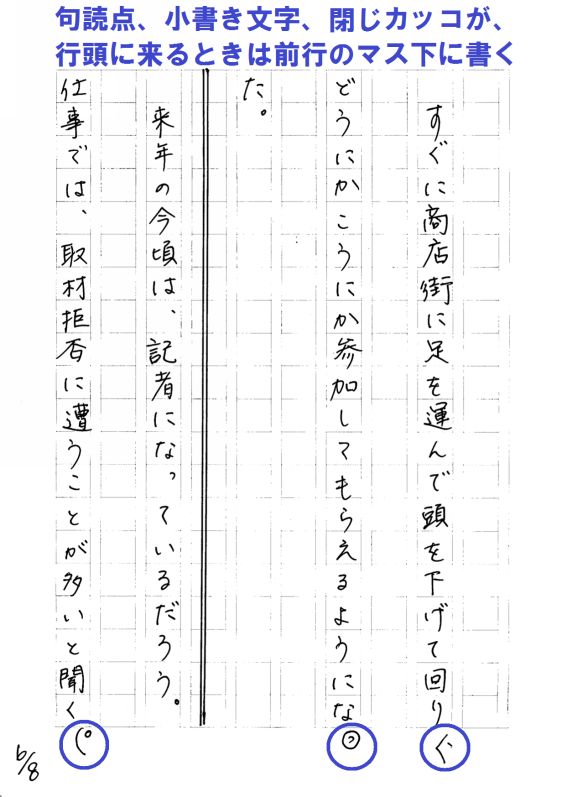 句読点、小書き文字、閉じカッコが、
行頭に来るときは前行のマス下に書く
すぐに商店街に足を運んで頭を下げて回り、
どうにかこうにか参加してもらえるようになっ
た。
来年の今頃は、記者になっているだろう。
仕事では、取材拒否に遭うことが多いと聞く。
6/8